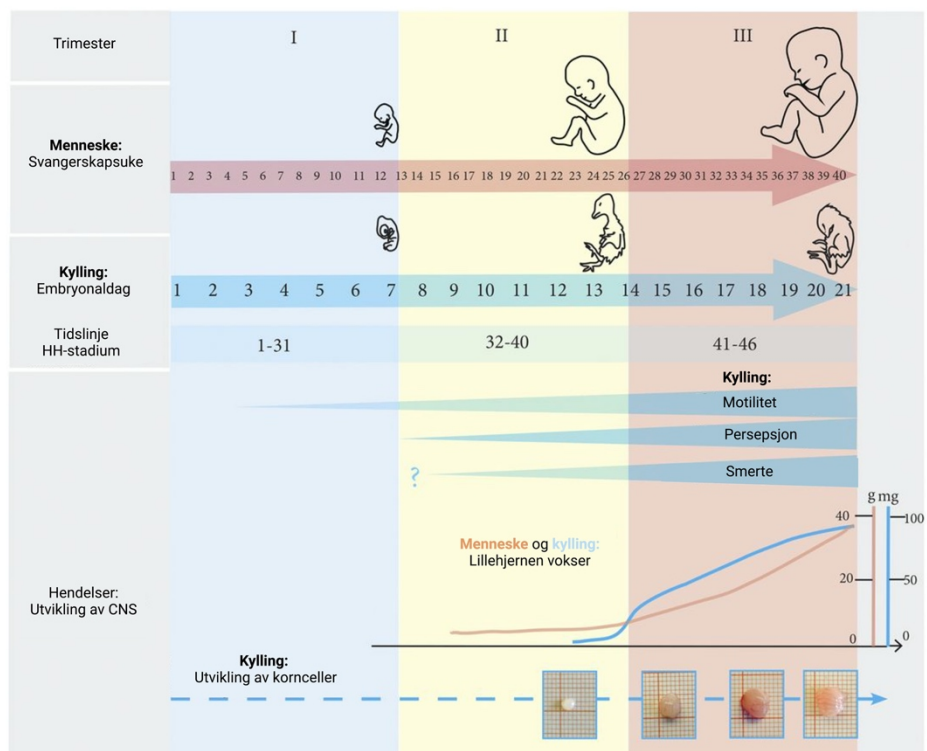 Trimester
I
II
III
Menneske:
Svangerskapsuke
1 2 3 4 5 6 7 8 9 10 11 12 13 14 15 16 17 18 19 20 21 22 23 24 25 26 27 28 29 30 31 32 33 34 35 36 37 38 39 40
Kylling:
Embryonaldag
1 2 3 4 5 6 7 8 9 10 11 12 13 14 15 16 17 18 19 20 21
Tidslinje
HH-stadium
1-31
32-40
41-46
Kylling:
Motilitet
Persepsjon
?
Smerte
g mg
40
100
Menneske og kylling:
Lillehjernen vokser
20
50
Hendelser:
Utvikling av CNS
0
0
Kylling:
Utvikling av kornceller